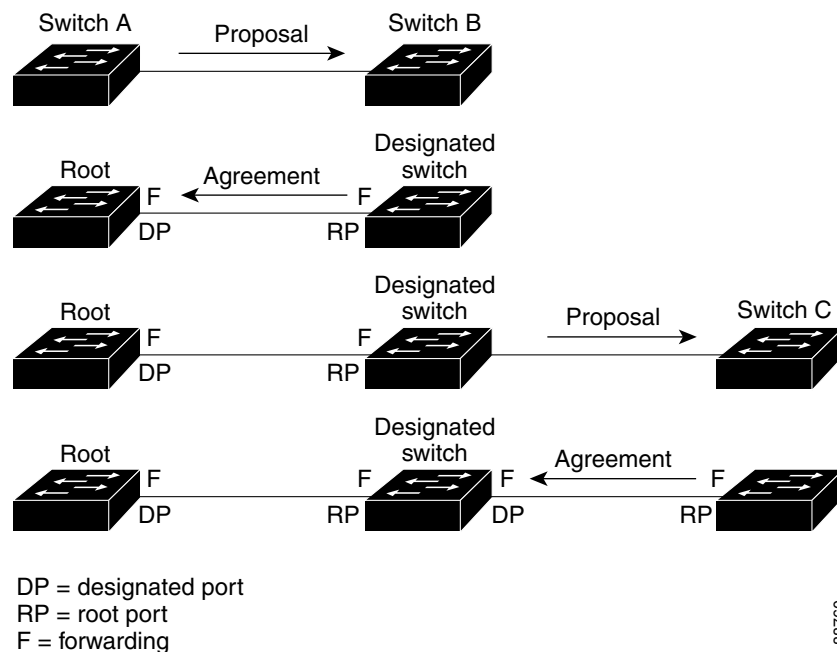 Switch A
Proposal
Switch B
Root
F
Agreement
F
Designated
switch
DP
RP
Root
F
F
Designated
switch
Proposal
Switch C
DP
RP
Root
F
F
Designated
switch
F
Agreement
F
DP
RP
DP
RP
DP = designated port
RP = root port
F = forwarding